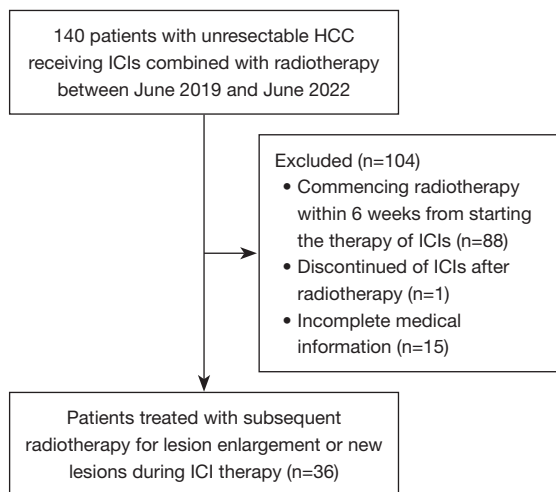 140 patients with unresectable HCC
receiving ICIs combined with radiotherapy
between June 2019 and June 2022
Excluded (n=104)
• Commencing radiotherapy
within 6 weeks from starting
the therapy of ICIs (n=88)
• Discontinued of ICIs after
radiotherapy (n=1)
• Incomplete medical
information (n=15)
Patients treated with subsequent
radiotherapy for lesion enlargement or new
lesions during ICI therapy (n=36)